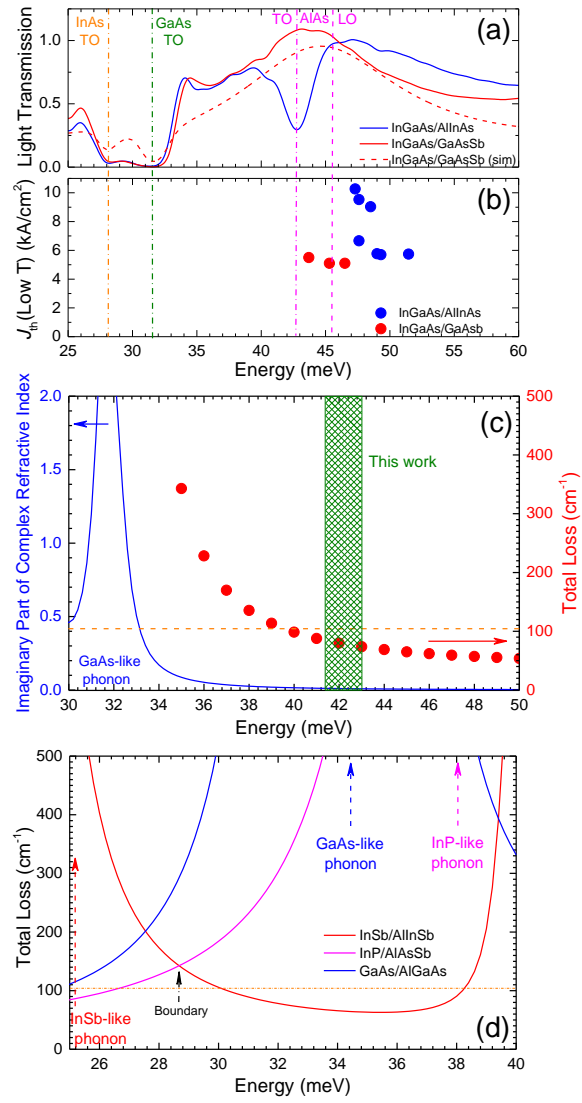 InAs
TO
GaAs
TO
TO AlAs LO
(a)
1.0
0.5
0.0
Light Transmission
InGaAs/AlInAs
InGaAs/GaAsSb
InGaAs/GaAsSb (sim)
(b)
10
8
6
4
2
0
Jth(Low T) (kA/cm²)
InGaAs/AlInAs
InGaAs/GaAsb
25 30 35 40 45 50 55 60
Energy (meV)
(c)
2.0
1.5
1.0
0.5
0.0
Imaginary Part of Complex Refractive Index
This work
GaAs-like
phonon
500
400
300
200
100
0
Total Loss (cm-1)
30 32 34 36 38 40 42 44 46 48 50
Energy (meV)
500
400
300
200
100
0
Total Loss (cm-1)
GaAs-like
phonon
InP-like
phonon
InSb/AlInSb
InP/AlAsSb
GaAs/AlGaAs
Boundary
InSb-like
phonon
(d)
26 28 30 32 34 36 38 40
Energy (meV)